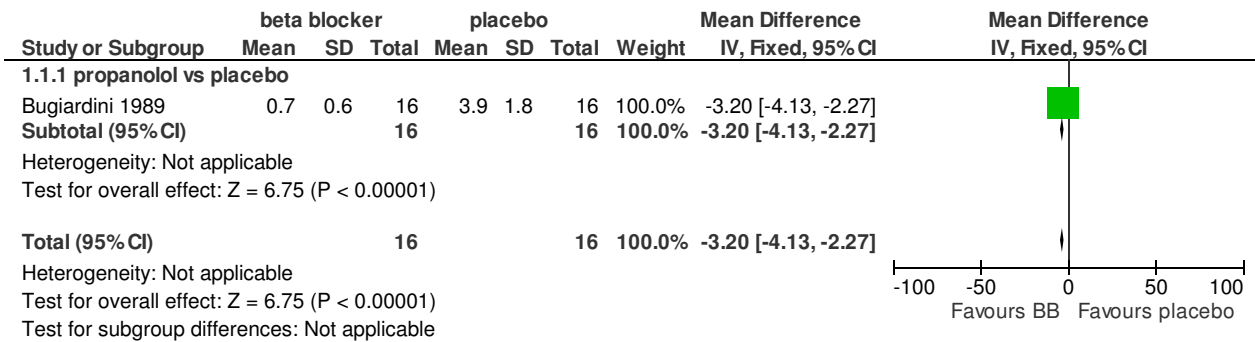 beta blocker placebo Mean Difference Mean Difference
Study or Subgroup Mean SD Total Mean SD Total Weight IV, Fixed, 95% CI IV, Fixed, 95% CI
1.1.1 propanolol vs placebo
Bugiardini 1989 0.7 0.6 16 3.9 1.8 16 100.0% -3.20 [-4.13, -2.27]
Subtotal (95% CI) 16 16 100.0% -3.20 [-4.13, -2.27]
Heterogeneity: Not applicable
Test for overall effect: Z = 6.75 (P < 0.00001)
Total (95% CI) 16 16 100.0% -3.20 [-4.13, -2.27]
Heterogeneity: Not applicable
Test for overall effect: Z = 6.75 (P < 0.00001)
Test for subgroup differences: Not applicable
-100 -50 0 50 100
Favours BB Favours placebo